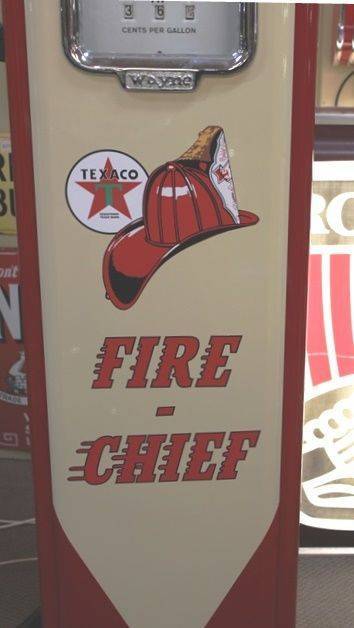 3 6
CENTS PER GALLON
Wayne
TEXACO
T
FIRE
-
CHIEF